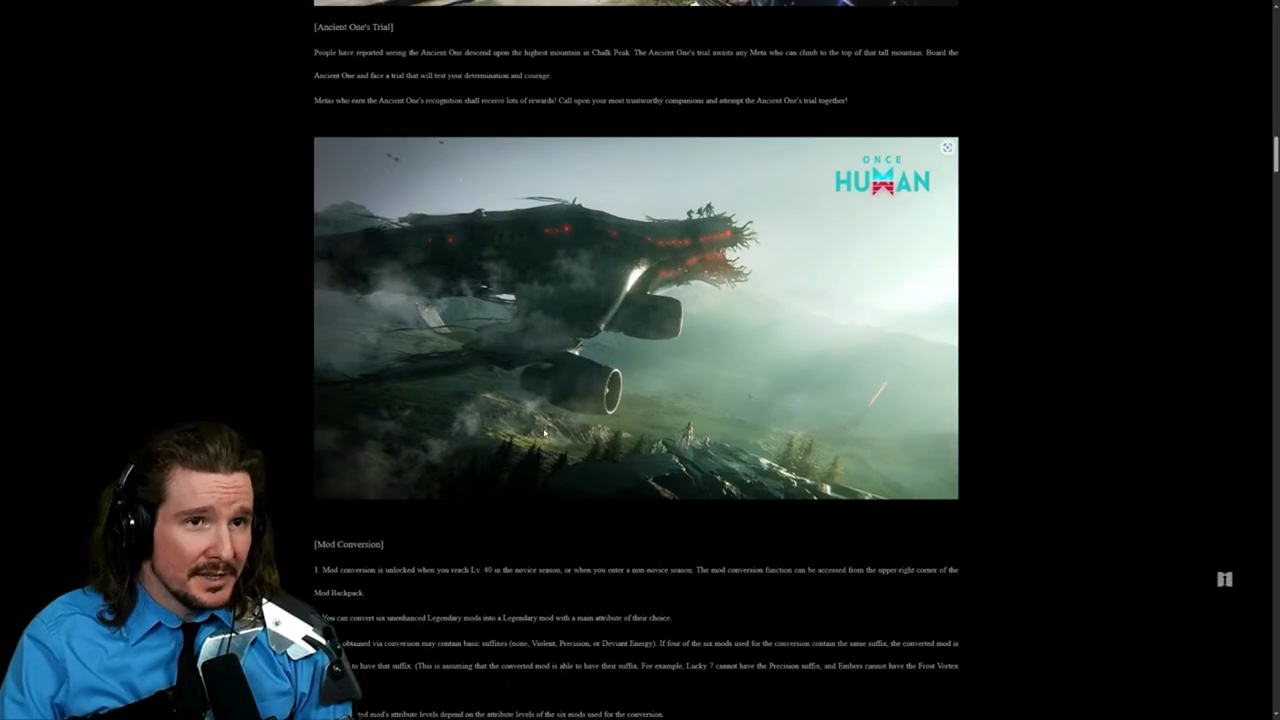 [Ancient One's Trial]
People have reported seeing the Ancient One descend upon the highest mountain in Chalk Peak. The Ancient One's trial awaits any Meta who can climb to the top of that tall mountain. Board the
Ancient One and face a trial that will test your determination and courage.
Metas who earn the Ancient One's recognition shall receive lots of rewards! Call upon your most trustworthy companions and attempt the Ancient One's trial together!
ONCE
HUMAN
[Mod Conversion]
1. Mod conversion is unlocked when you reach Lv. 40 in the novice season, or when you enter a non-novice season. The mod conversion function can be accessed from the upper-right corner of the
Mod Backpack.
You can convert six unenhanced Legendary mods into a Legendary mod with a main attribute of their choice.
obtained via conversion may contain basic suffixes (none, Violent, Precision, or Deviant Energy). If four of the six mods used for the conversion contain the same suffix, the converted mod is
to have that suffix. (This is assuming that the converted mod is able to have their suffix. For example, Lucky 7 cannot have the Precision suffix, and Embers cannot have the Frost Vortex
mod's attribute levels depend on the attribute levels of the six mods used for the conversion.